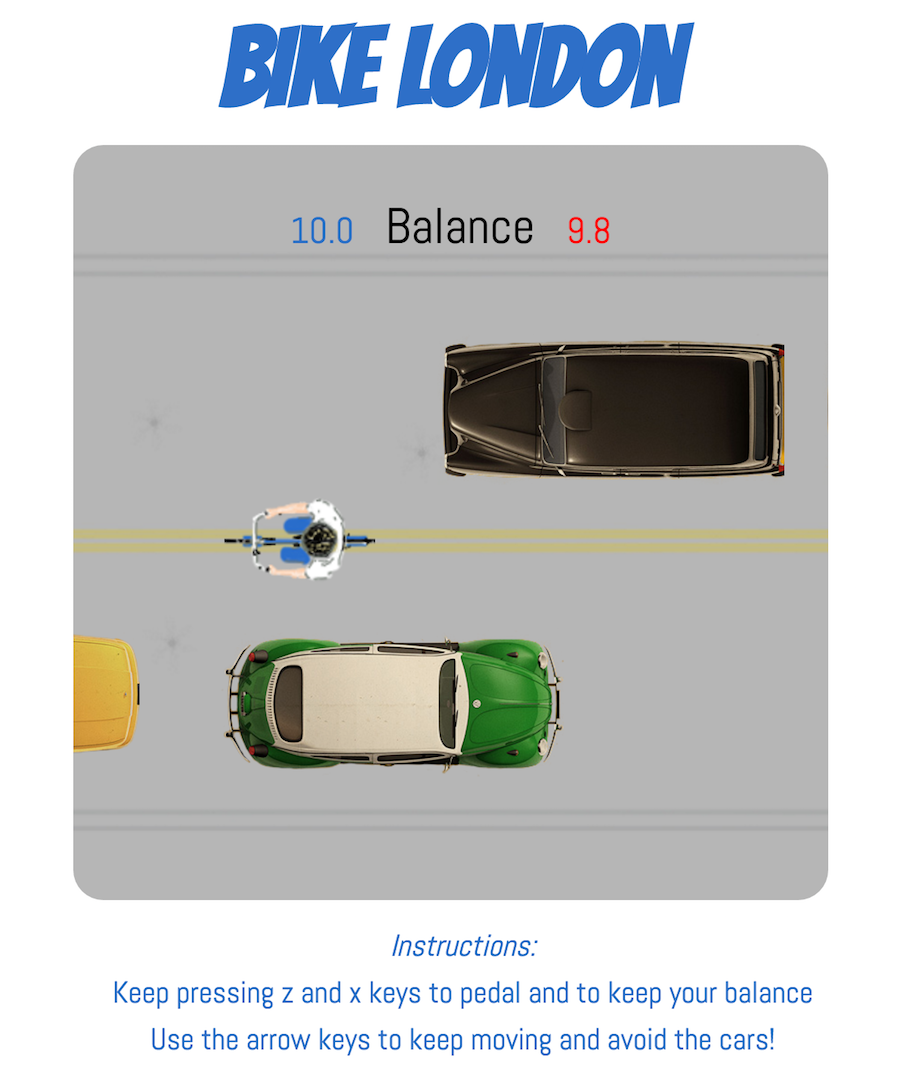 BIKE LONDON
10.0 Balance 9.8
Instructions:
Keep pressing z and x keys to pedal and to keep your balance
Use the arrow keys to keep moving and avoid the cars!